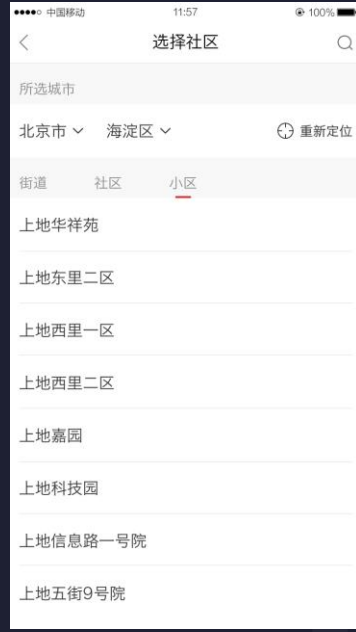 中国移动 11:57 100%
选择社区
所选城市
北京市 海淀区 重新定位
街道 社区 小区
上地华祥苑
上地东里二区
上地西里一区
上地西里二区
上地嘉园
上地科技园
上地信息路一号院
上地五街9号院